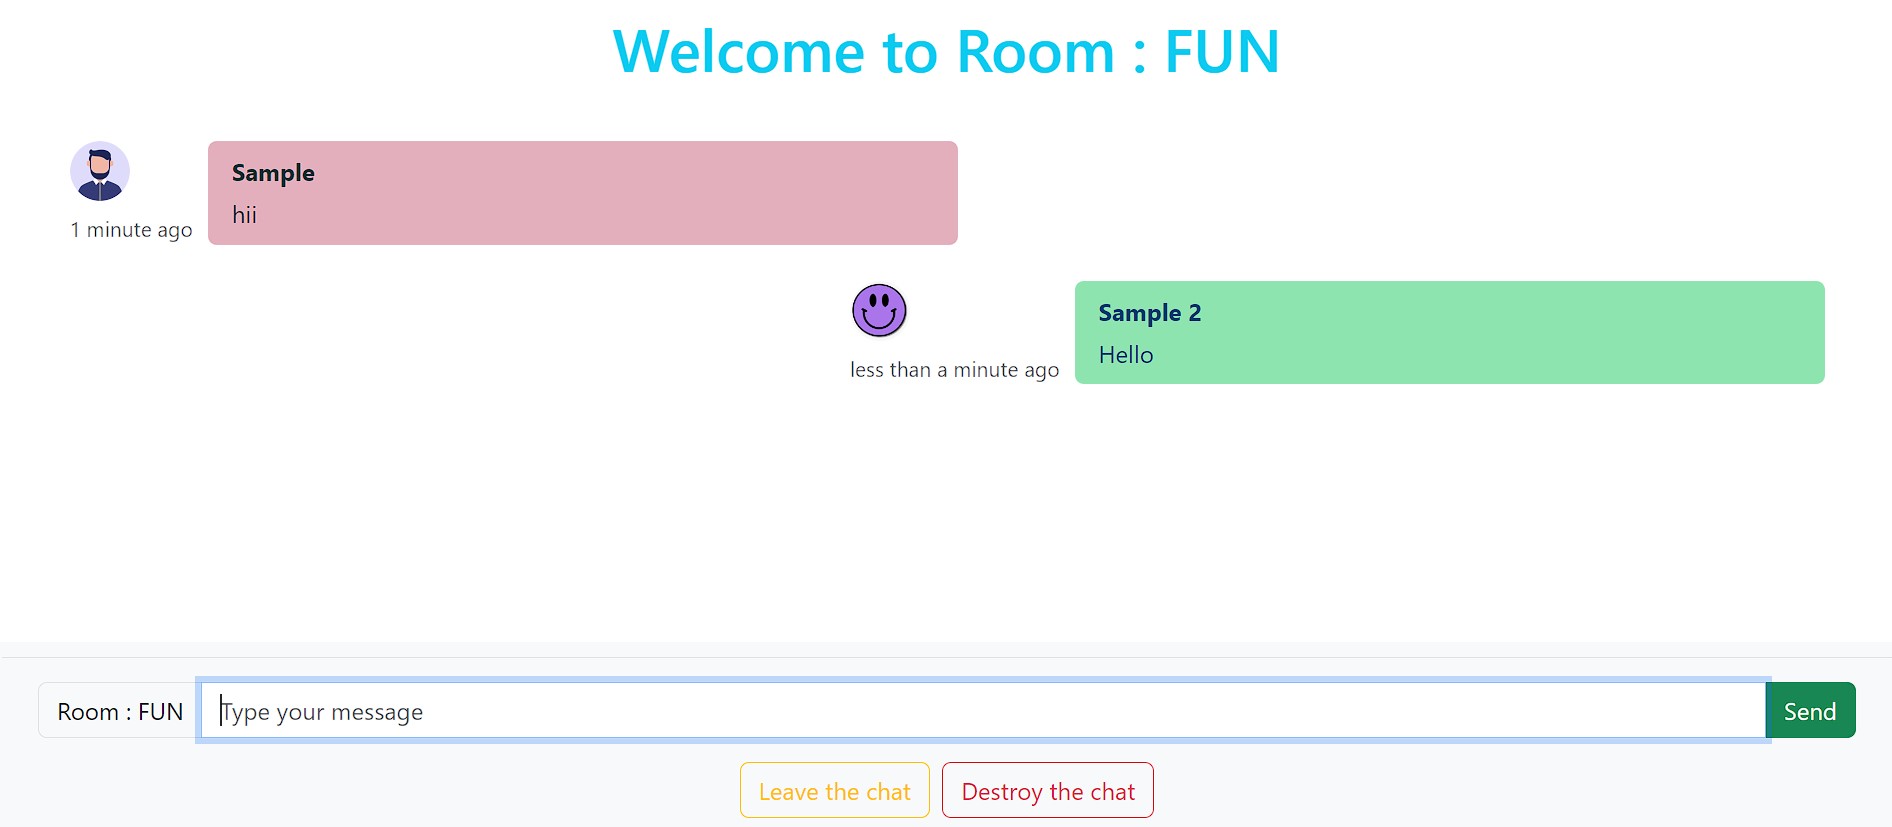 Welcome to Room : FUN
Sample
hii
1 minute ago
Sample 2
Hello
less than a minute ago
Room : FUN
Type your message
Send
Leave the chat
Destroy the chat